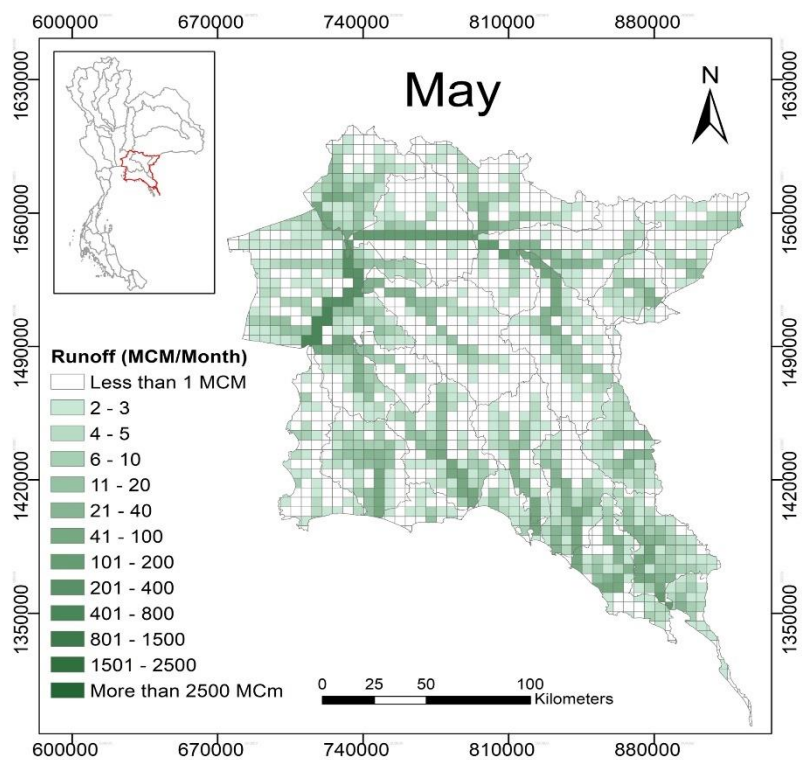 600000 670000 740000 810000 880000
May
N
1630000 1630000
1560000 1560000
1490000 1490000
1420000 1420000
1350000 1350000
Runoff (MCM/Month)
Less than 1 MCM
2 - 3
4 - 5
6 - 10
11 - 20
21 - 40
41 - 100
101 - 200
201 - 400
401 - 800
801 - 1500
1501 - 2500
More than 2500 MCm
0 25 50 100
Kilometers
600000 670000 740000 810000 880000